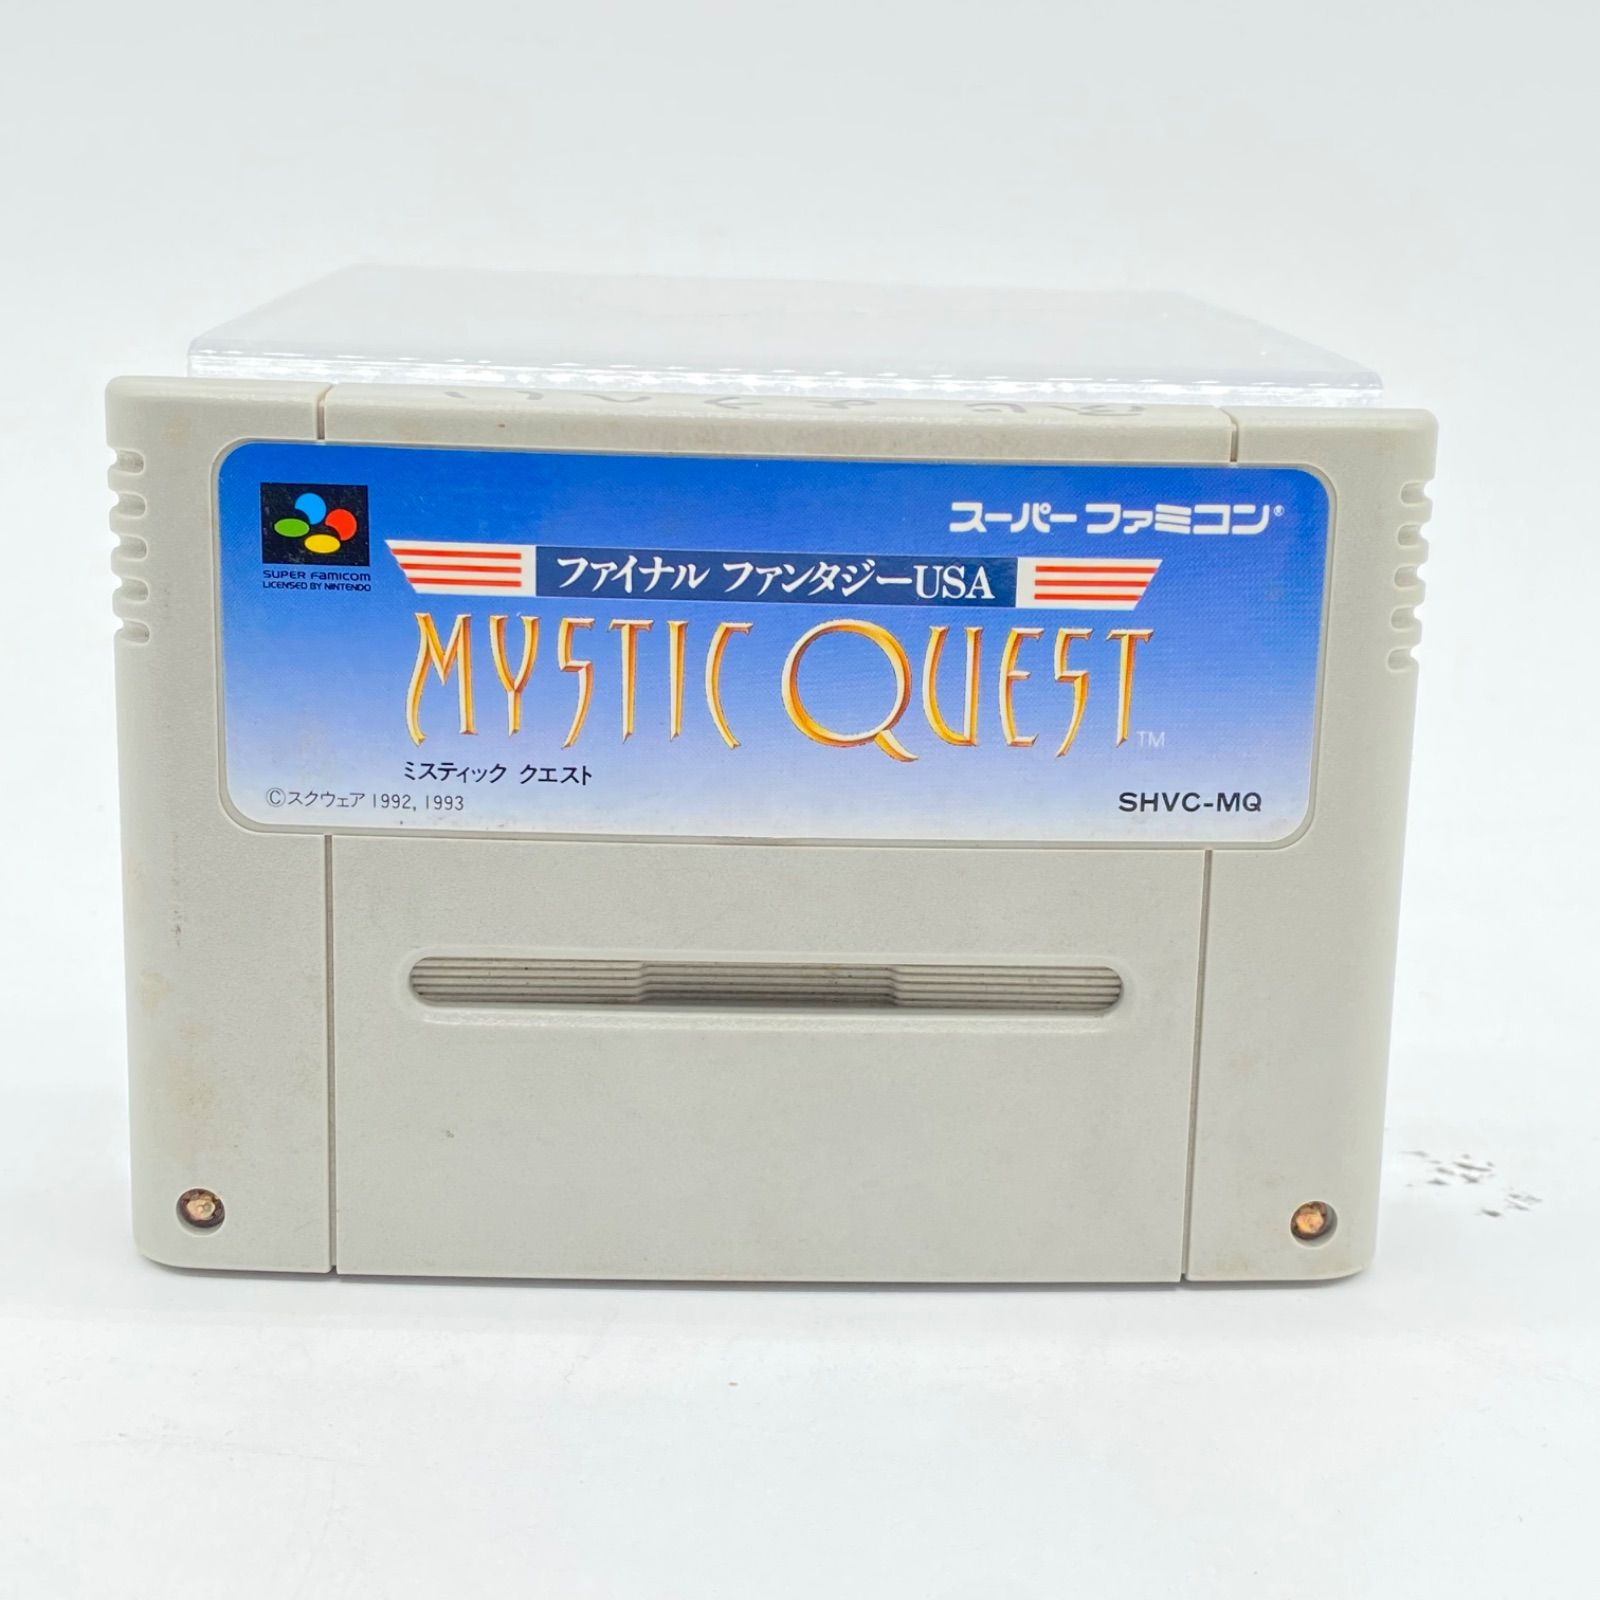 スーパーファミコン®
SUPER FAMICOM
LICENSED BY NINTENDO
ファイナル ファンタジーUSA
MYSTIC QUEST™
ミスティック クエスト
©スクウェア 1992, 1993
SHVC-MQ